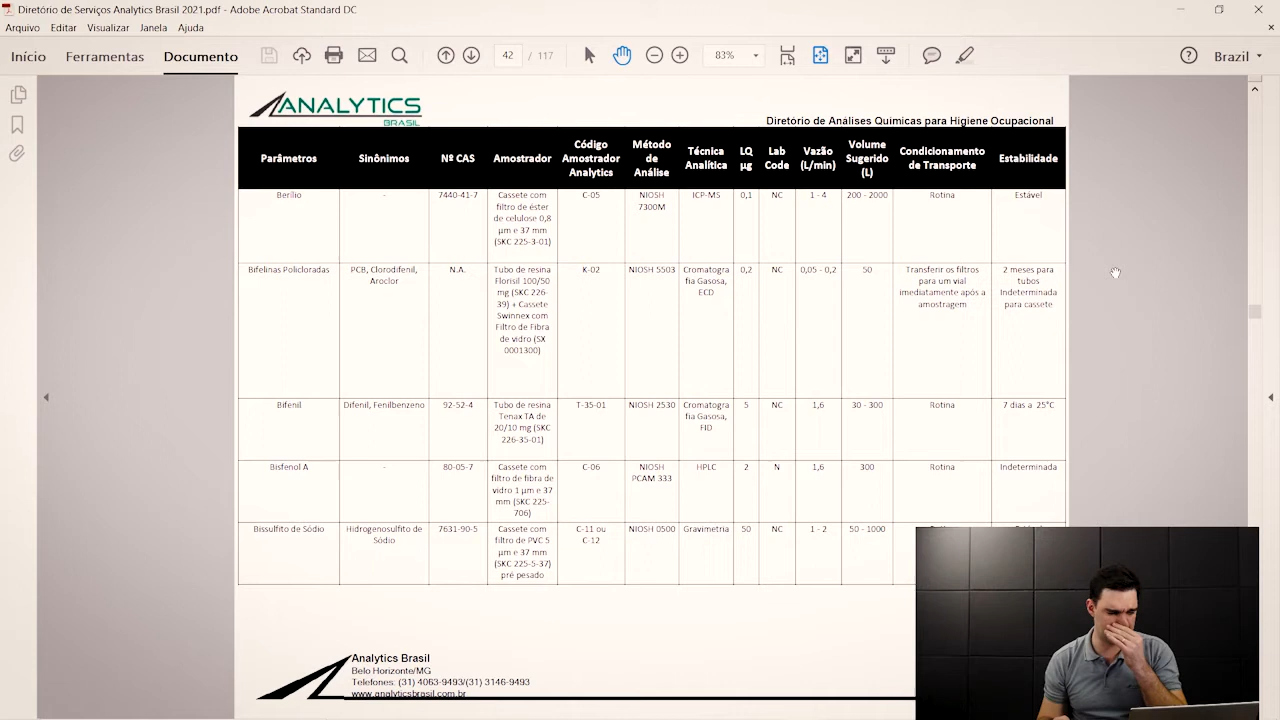 Diretório de Serviços Analytics Brasil 2021.pdf - Adobe Acrobat Standard DC
Arquivo Editar Visualizar Janela Ajuda
Início Ferramentas Documento 42 / 117 83% Brazil
ANALYTICS
BRASIL
Diretório de Análises Químicas para Higiene Ocupacional
Parâmetros Sinônimos Nº CAS Amostrador Código Amostrador Analytics Método de Análise Técnica Analítica LQ µg Lab Code Vazão (L/min) Volume Sugerido (L) Condicionamento de Transporte Estabilidade
Berílio - 7440-41-7 Cassete com filtro de éster de celulose 0,8 µm e 37 mm (SKC 225-3-01) C-05 NIOSH 7300M ICP-MS 0,1 NC 1 - 4 200 - 2000 Rotina Estável
Bifelinas Policloradas PCB, Clorodifenil, Aroclor N.A. Tubo de resina Florisil 100/50 mg (SKC 226-39) + Cassete Swinnex com Filtro de Fibra de vidro (SX 0001300) K-02 NIOSH 5503 Cromatografia Gasosa, ECD 0,2 NC 0,05 - 0,2 50 Transferir os filtros para um vial imediatamente após a amostragem 2 meses para tubos Indeterminada para cassete
Bifenil Difenil, Fenilbenzeno 92-52-4 Tubo de resina Tenax TA de 20/10 mg (SKC 226-35-01) T-35-01 NIOSH 2530 Cromatografia Gasosa, FID 5 NC 1,6 30 - 300 Rotina 7 dias a 25°C
Bisfenol A - 80-05-7 Cassete com filtro de fibra de vidro 1 µm e 37 mm (SKC 225-706) C-06 NIOSH PCAM 333 HPLC 2 N 1,6 300 Rotina Indeterminada
Bissulfito de Sódio Hidrogenosulfito de Sódio 7631-90-5 Cassete com filtro de PVC 5 µm e 37 mm (SKC 225-5-37) pré pesado C-11 ou C-12 NIOSH 0500 Gravimetria 50 NC 1 - 2 50 - 1000
Analytics Brasil
Belo Horizonte/MG
Telefones: (31) 4063-9493/(31) 3146-9493
www.analyticsbrasil.com.br